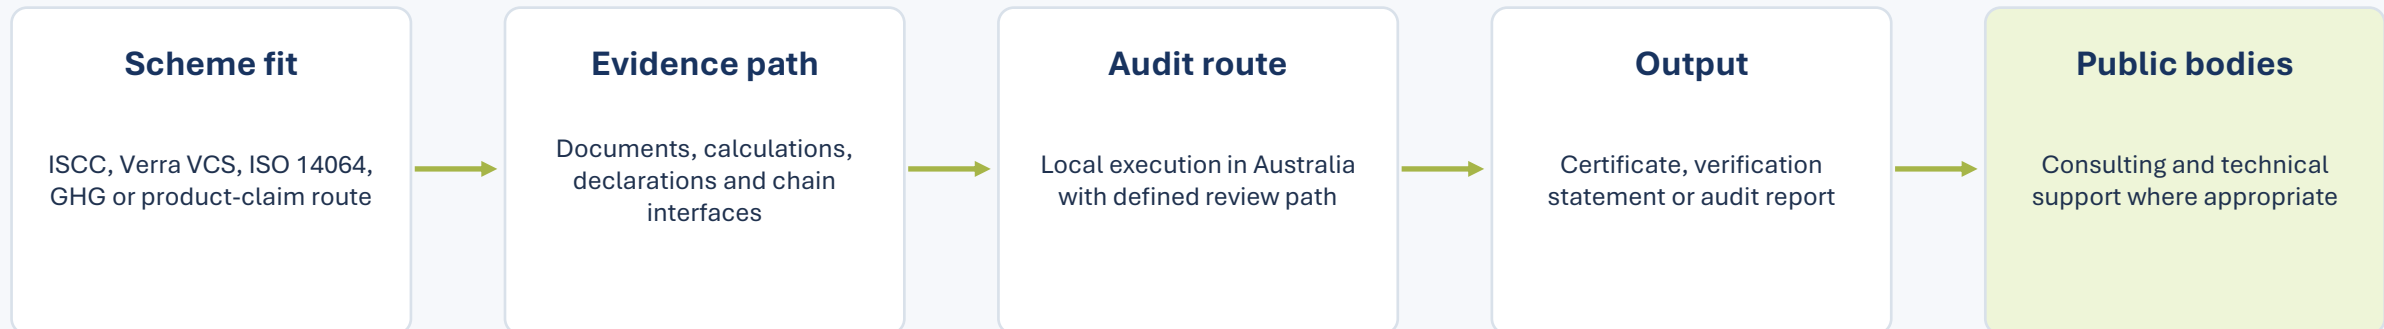 Scheme fit
ISCC, Verra VCS, ISO 14064,
GHG or product-claim route
Evidence path
Documents, calculations,
declarations and chain
interfaces
Audit route
Local execution in Australia
with defined review path
Output
Certificate, verification
statement or audit report
Public bodies
Consulting and technical
support where appropriate